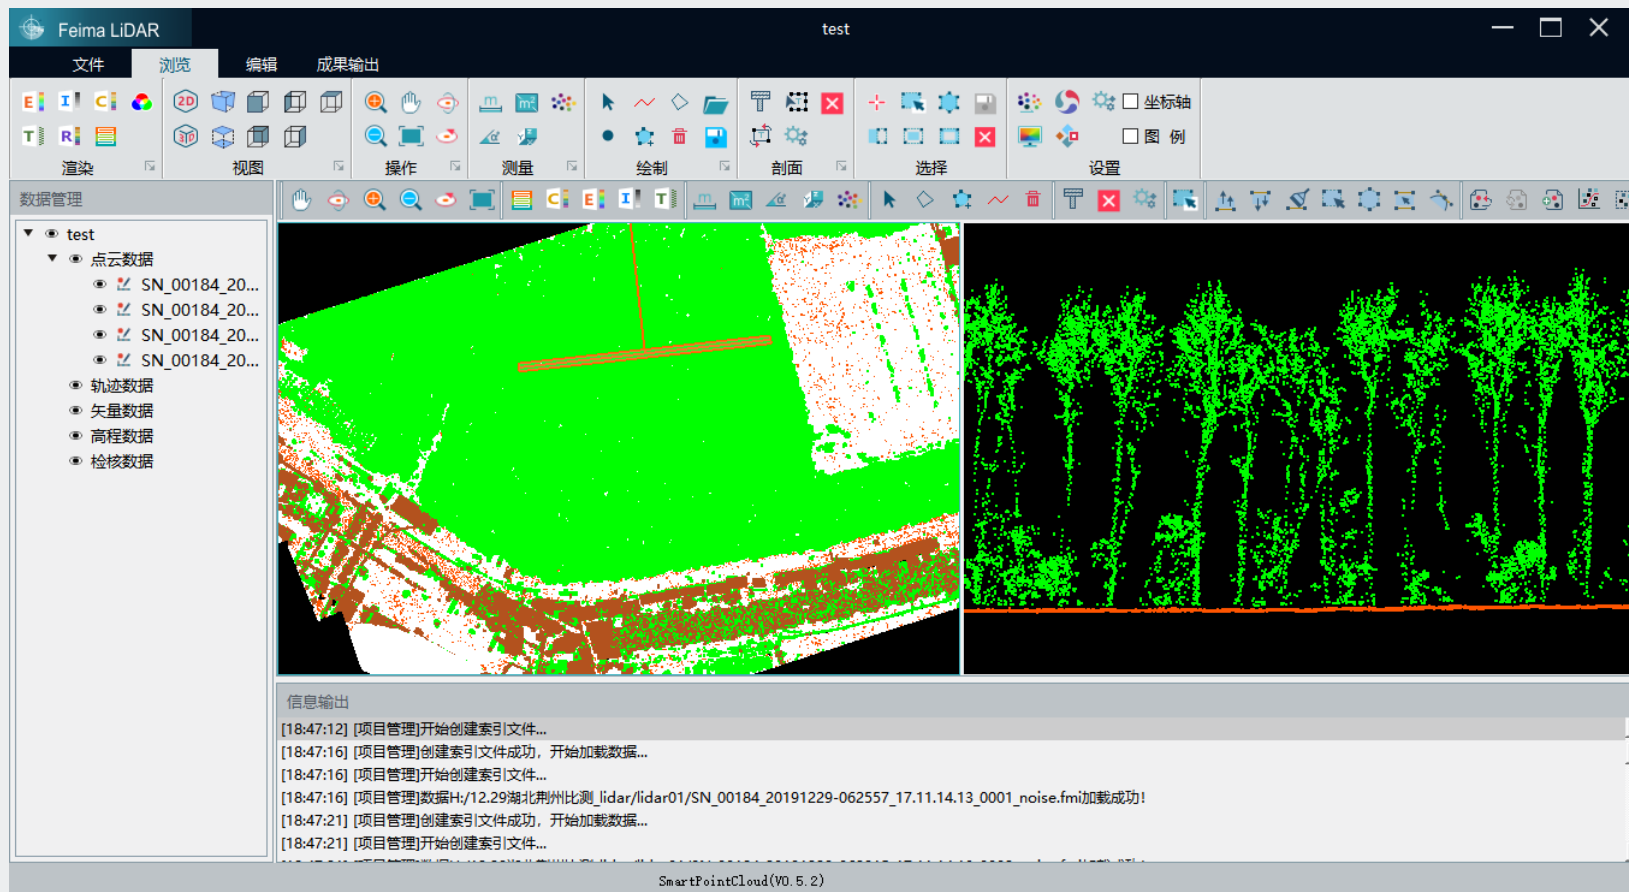 Feima LiDAR
test
文件 浏览 编辑 成果输出
E I C 2D m m² 坐标轴
T R 3D 图 例
渲染 视图 操作 测量 绘制 剖面 选择 设置
数据管理
C E I T m m²
test
点云数据
SN_00184_20...
SN_00184_20...
SN_00184_20...
SN_00184_20...
轨迹数据
矢量数据
高程数据
检核数据
信息输出
[18:47:12] [项目管理]开始创建索引文件...
[18:47:16] [项目管理]创建索引文件成功，开始加载数据...
[18:47:16] [项目管理]开始创建索引文件...
[18:47:16] [项目管理]数据H:/12.29湖北荆州比测_lidar/lidar01/SN_00184_20191229-062557_17.11.14.13_0001_noise.fmi加载成功!
[18:47:21] [项目管理]创建索引文件成功，开始加载数据...
[18:47:21] [项目管理]开始创建索引文件...
SmartPointCloud(V0.5.2)